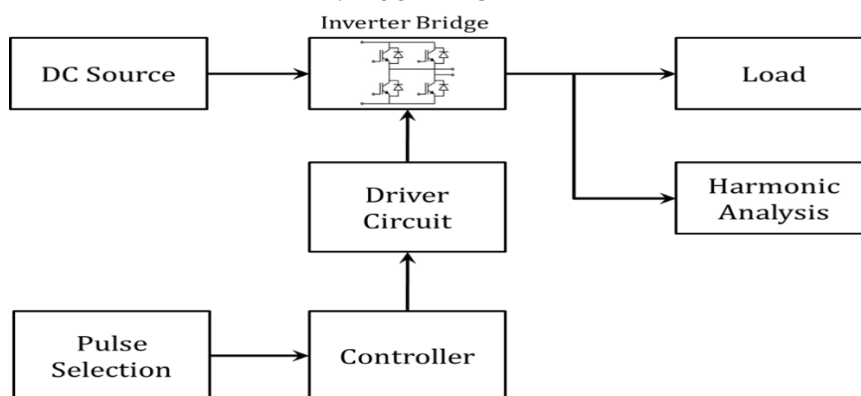 Inverter Bridge
DC Source
Load
Driver
Circuit
Harmonic
Analysis
Pulse
Selection
Controller